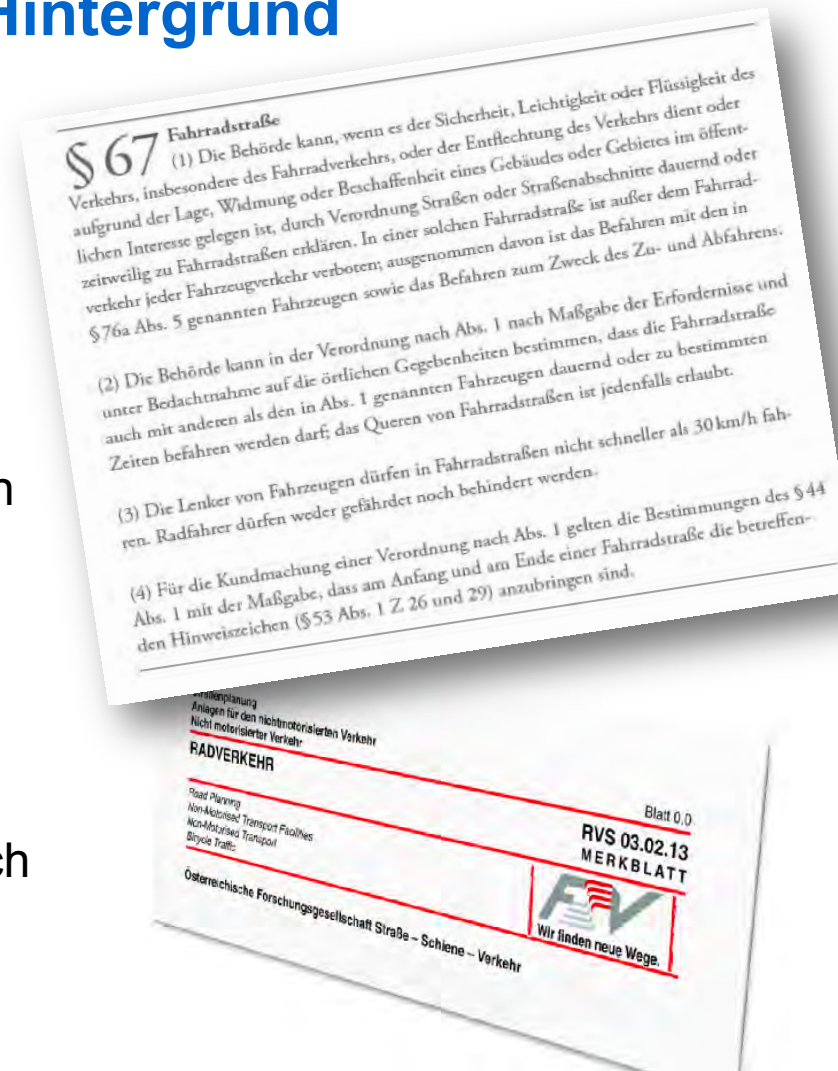 Hintergrund
§ 67 Fahrradstraße
(1) Die Behörde kann, wenn es der Sicherheit, Leichtigkeit oder Flüssigkeit des
Verkehrs, insbesondere des Fahrradverkehrs, oder der Entflechtung des Verkehrs dient oder
aufgrund der Lage, Widmung oder Beschaffenheit eines Gebäudes oder Gebietes im öffent-
lichen Interesse gelegen ist, durch Verordnung Straßen oder Straßenabschnitte dauernd oder
zeitweilig zu Fahrradstraßen erklären. In einer solchen Fahrradstraße ist außer dem Fahrrad-
verkehr jeder Fahrzeugverkehr verboten; ausgenommen davon ist das Befahren mit den in
§ 76a Abs. 5 genannten Fahrzeugen sowie das Befahren zum Zweck des Zu- und Abfahrens.
(2) Die Behörde kann in der Verordnung nach Abs. 1 nach Maßgabe der Erfordernisse und
unter Bedachtnahme auf die örtlichen Gegebenheiten bestimmen, dass die Fahrradstraße
auch mit anderen als den in Abs. 1 genannten Fahrzeugen dauernd oder zu bestimmten
Zeiten befahren werden darf; das Queren von Fahrradstraßen ist jedenfalls erlaubt.
(3) Die Lenker von Fahrzeugen dürfen in Fahrradstraßen nicht schneller als 30 km/h fah-
ren. Radfahrer dürfen weder gefährdet noch behindert werden.
(4) Für die Kundmachung einer Verordnung nach Abs. 1 gelten die Bestimmungen des § 44
Abs. 1 mit der Maßgabe, dass am Anfang und am Ende einer Fahrradstraße die betreffen-
den Hinweiszeichen (§ 53 Abs. 1 Z. 26 und 29) anzubringen sind.
Anlagen für den nichtmotorisierten Verkehr
Nicht motorisierter Verkehr
RADVERKEHR
Road Planning
Non-Motorised Transport Facilities
Non-Motorised Transport
Bicycle Traffic
Blatt 0.0
RVS 03.02.13
MERKBLATT
FSV
Wir finden neue Wege.
Österreichische Forschungsgesellschaft Straße – Schiene – Verkehr